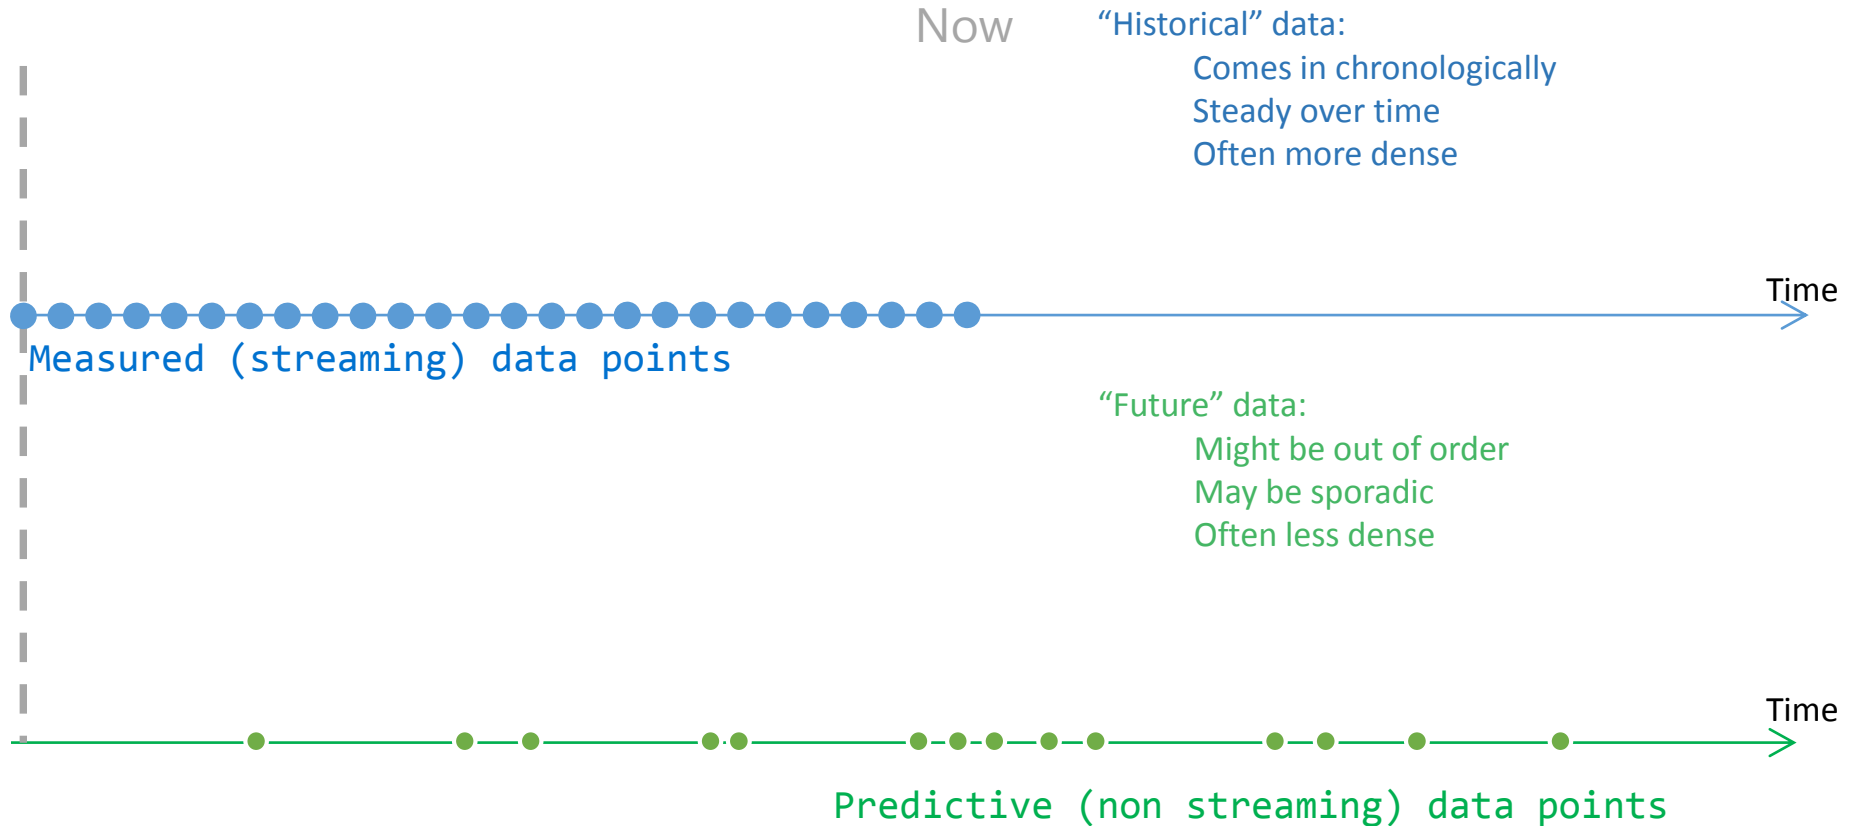 Now
“Historical” data:
Comes in chronologically
Steady over time
Often more dense
Time
Measured (streaming) data points
“Future” data:
Might be out of order
May be sporadic
Often less dense
Time
Predictive (non streaming) data points